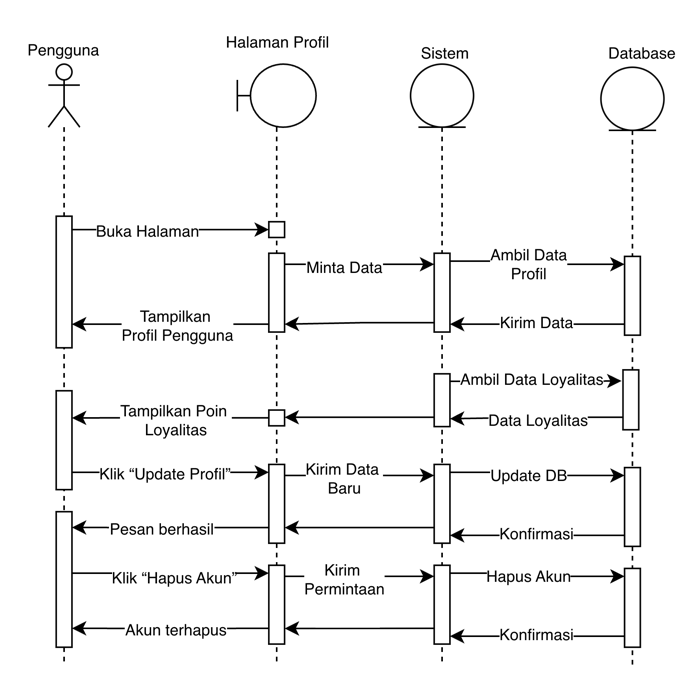 Pengguna
Halaman Profil
Sistem
Database
Buka Halaman
Minta Data
Ambil Data
Profil
Tampilkan
Profil Pengguna
Kirim Data
Ambil Data Loyalitas
Tampilkan Poin
Loyalitas
Data Loyalitas
Klik “Update Profil”
Kirim Data
Baru
Update DB
Pesan berhasil
Konfirmasi
Klik “Hapus Akun”
Kirim
Permintaan
Hapus Akun
Akun terhapus
Konfirmasi